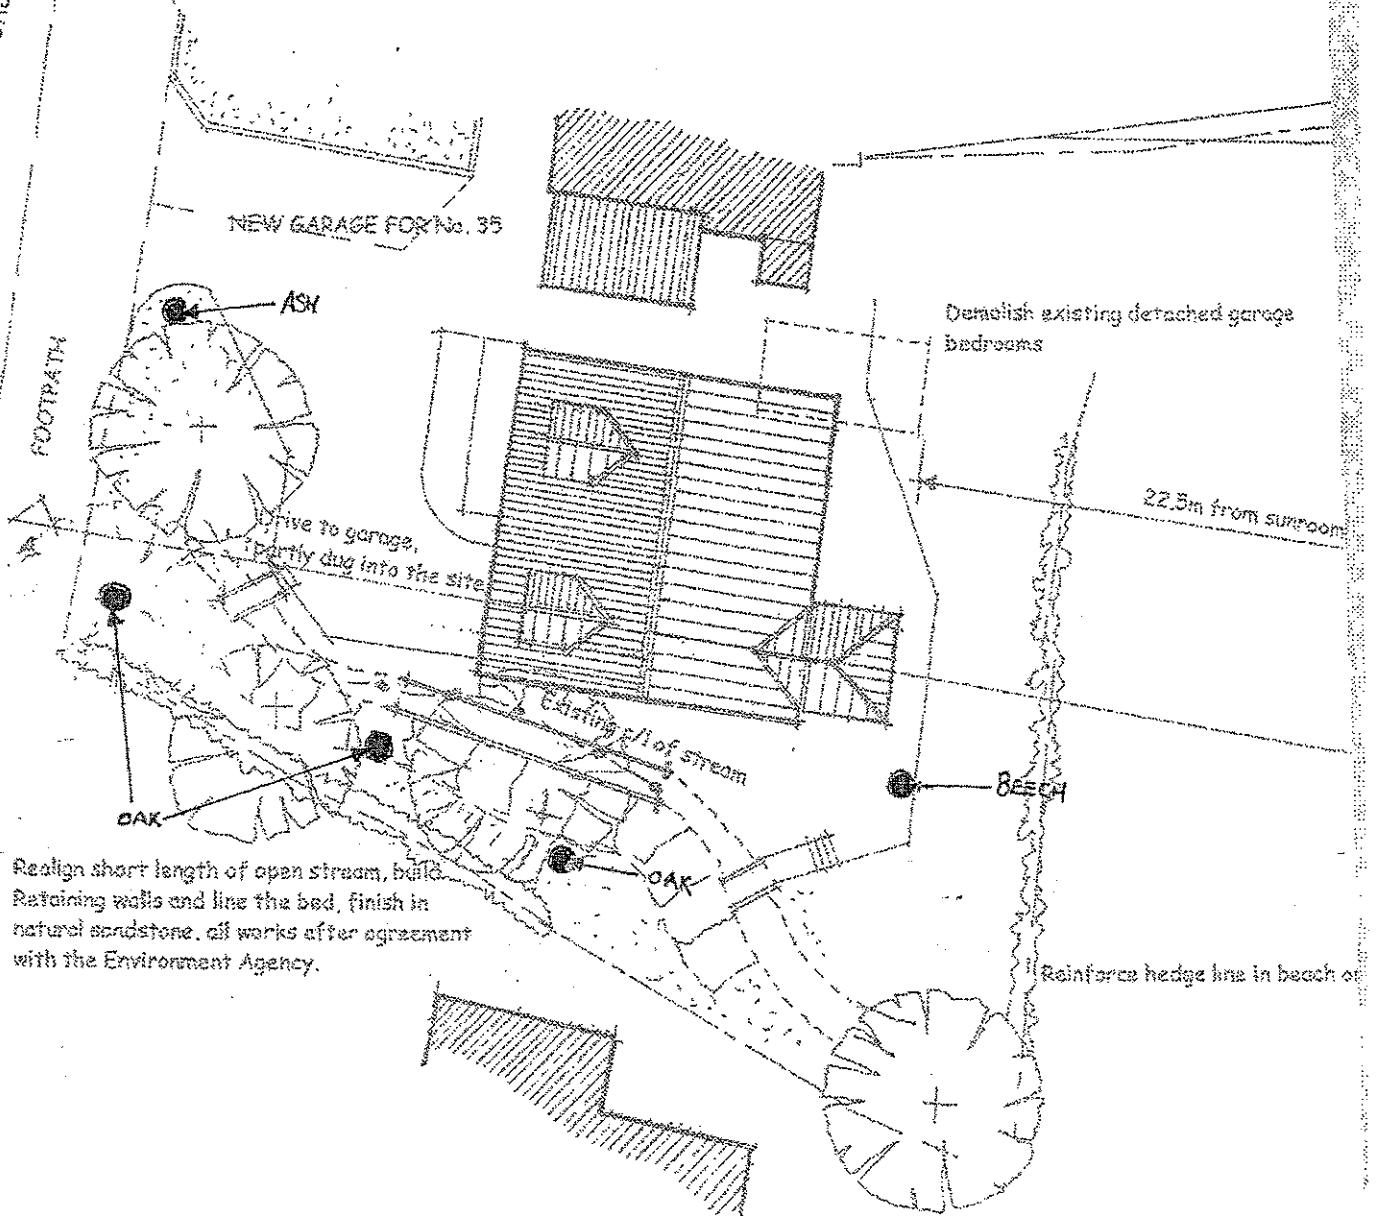 NEW GARAGE FOR No. 35
ASH
Demolish existing detached garage
bedrooms
FOOTPATH
22.5m from sunroom
Drive to garage,
partly dug into the site
Existing c/l of stream
BEECH
OAK
OAK
Realign short length of open stream, build
Retaining walls and line the bed, finish in
natural sandstone, all works after agreement
with the Environment Agency.
Reinforce hedge line in beach